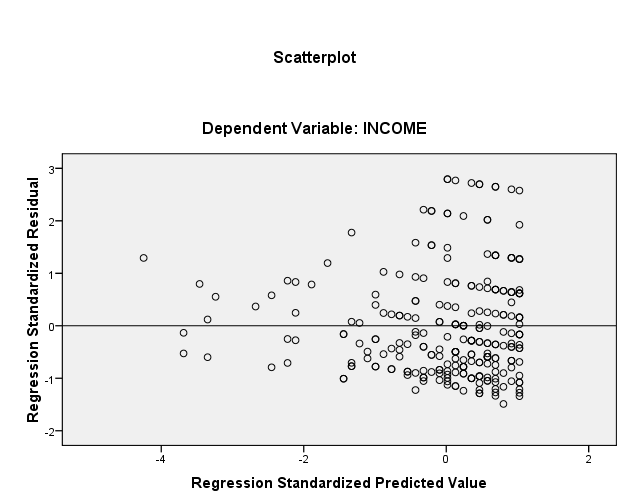 Scatterplot
Dependent Variable: INCOME
Regression Standardized Residual
3
2
1
0
-1
-2
-4
-2
0
2
Regression Standardized Predicted Value